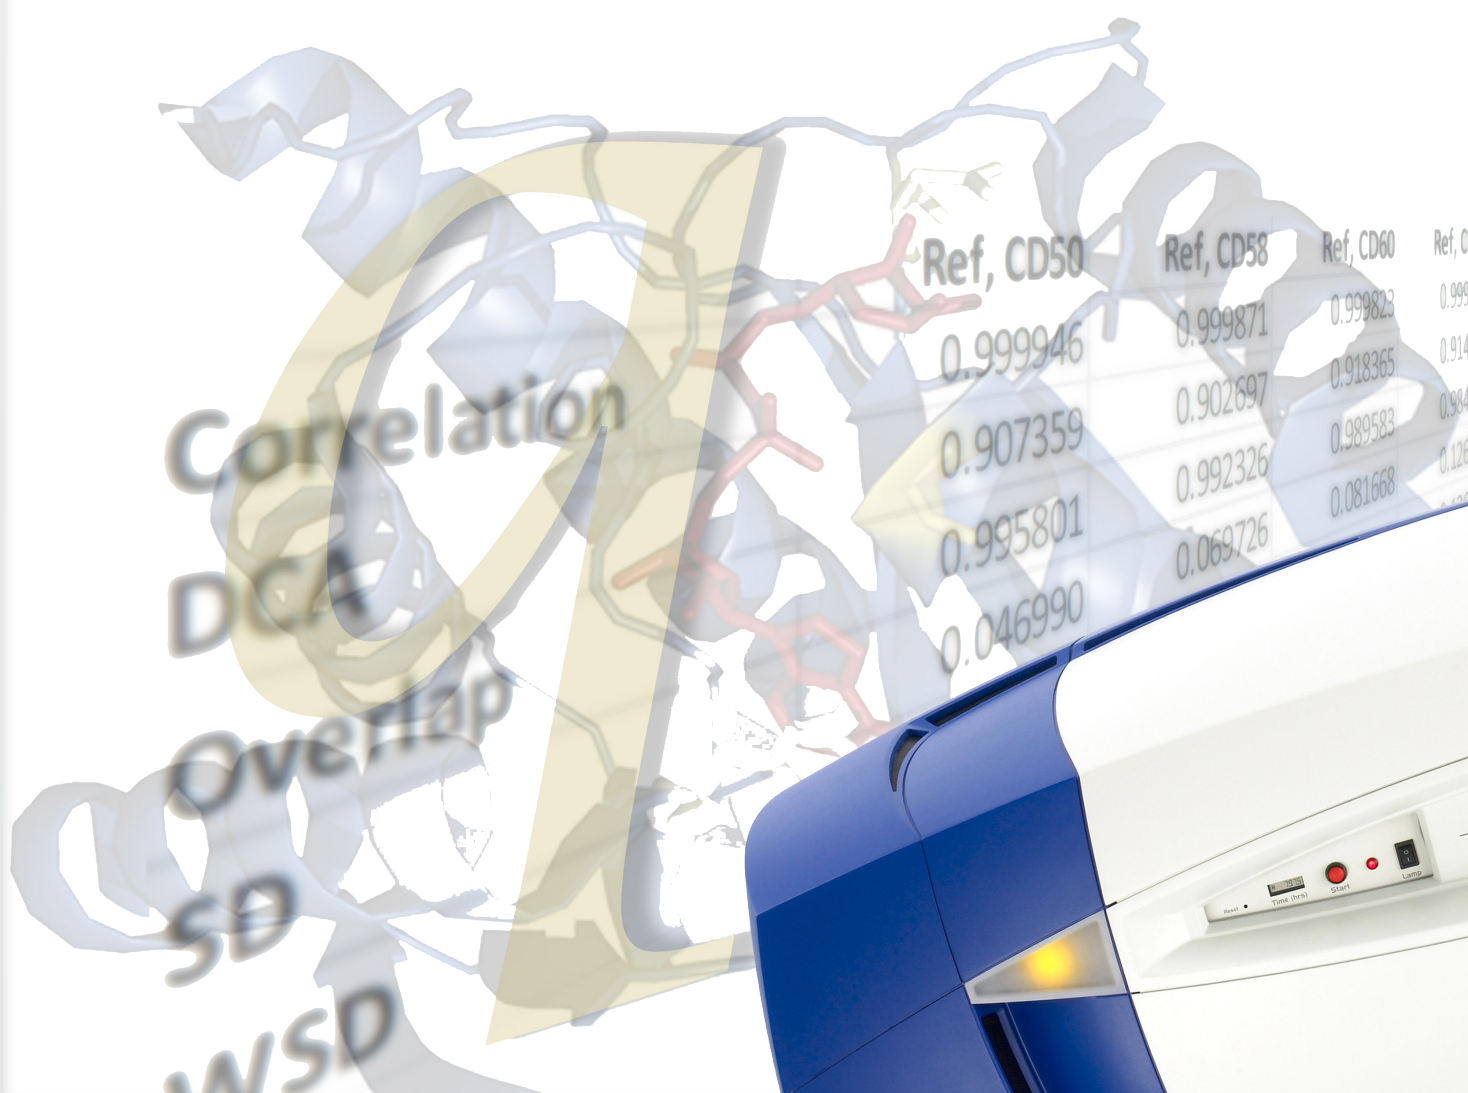 a
Ref, CD50 Ref, CD58 Ref, CD60 Ref,
0.999946 0.999871 0.999823
Correlation 0.907359 0.902697 0.918365
DCA 0.995801 0.992326 0.989583
Overlap 0.046990 0.069726 0.081668
SD
WSD
Reset Time (hrs) Start Lamp